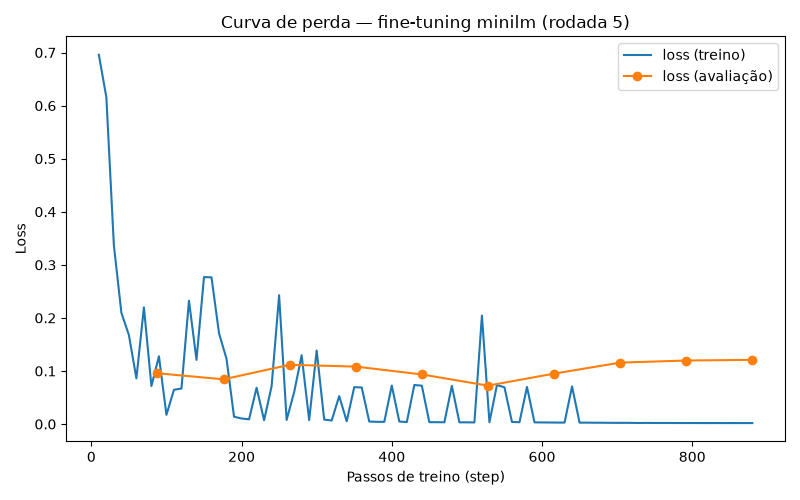 Curva de perda — fine-tuning minilm (rodada 5)
loss (treino)
loss (avaliação)
Loss
0.7
0.6
0.5
0.4
0.3
0.2
0.1
0.0
0
200
400
600
800
Passos de treino (step)